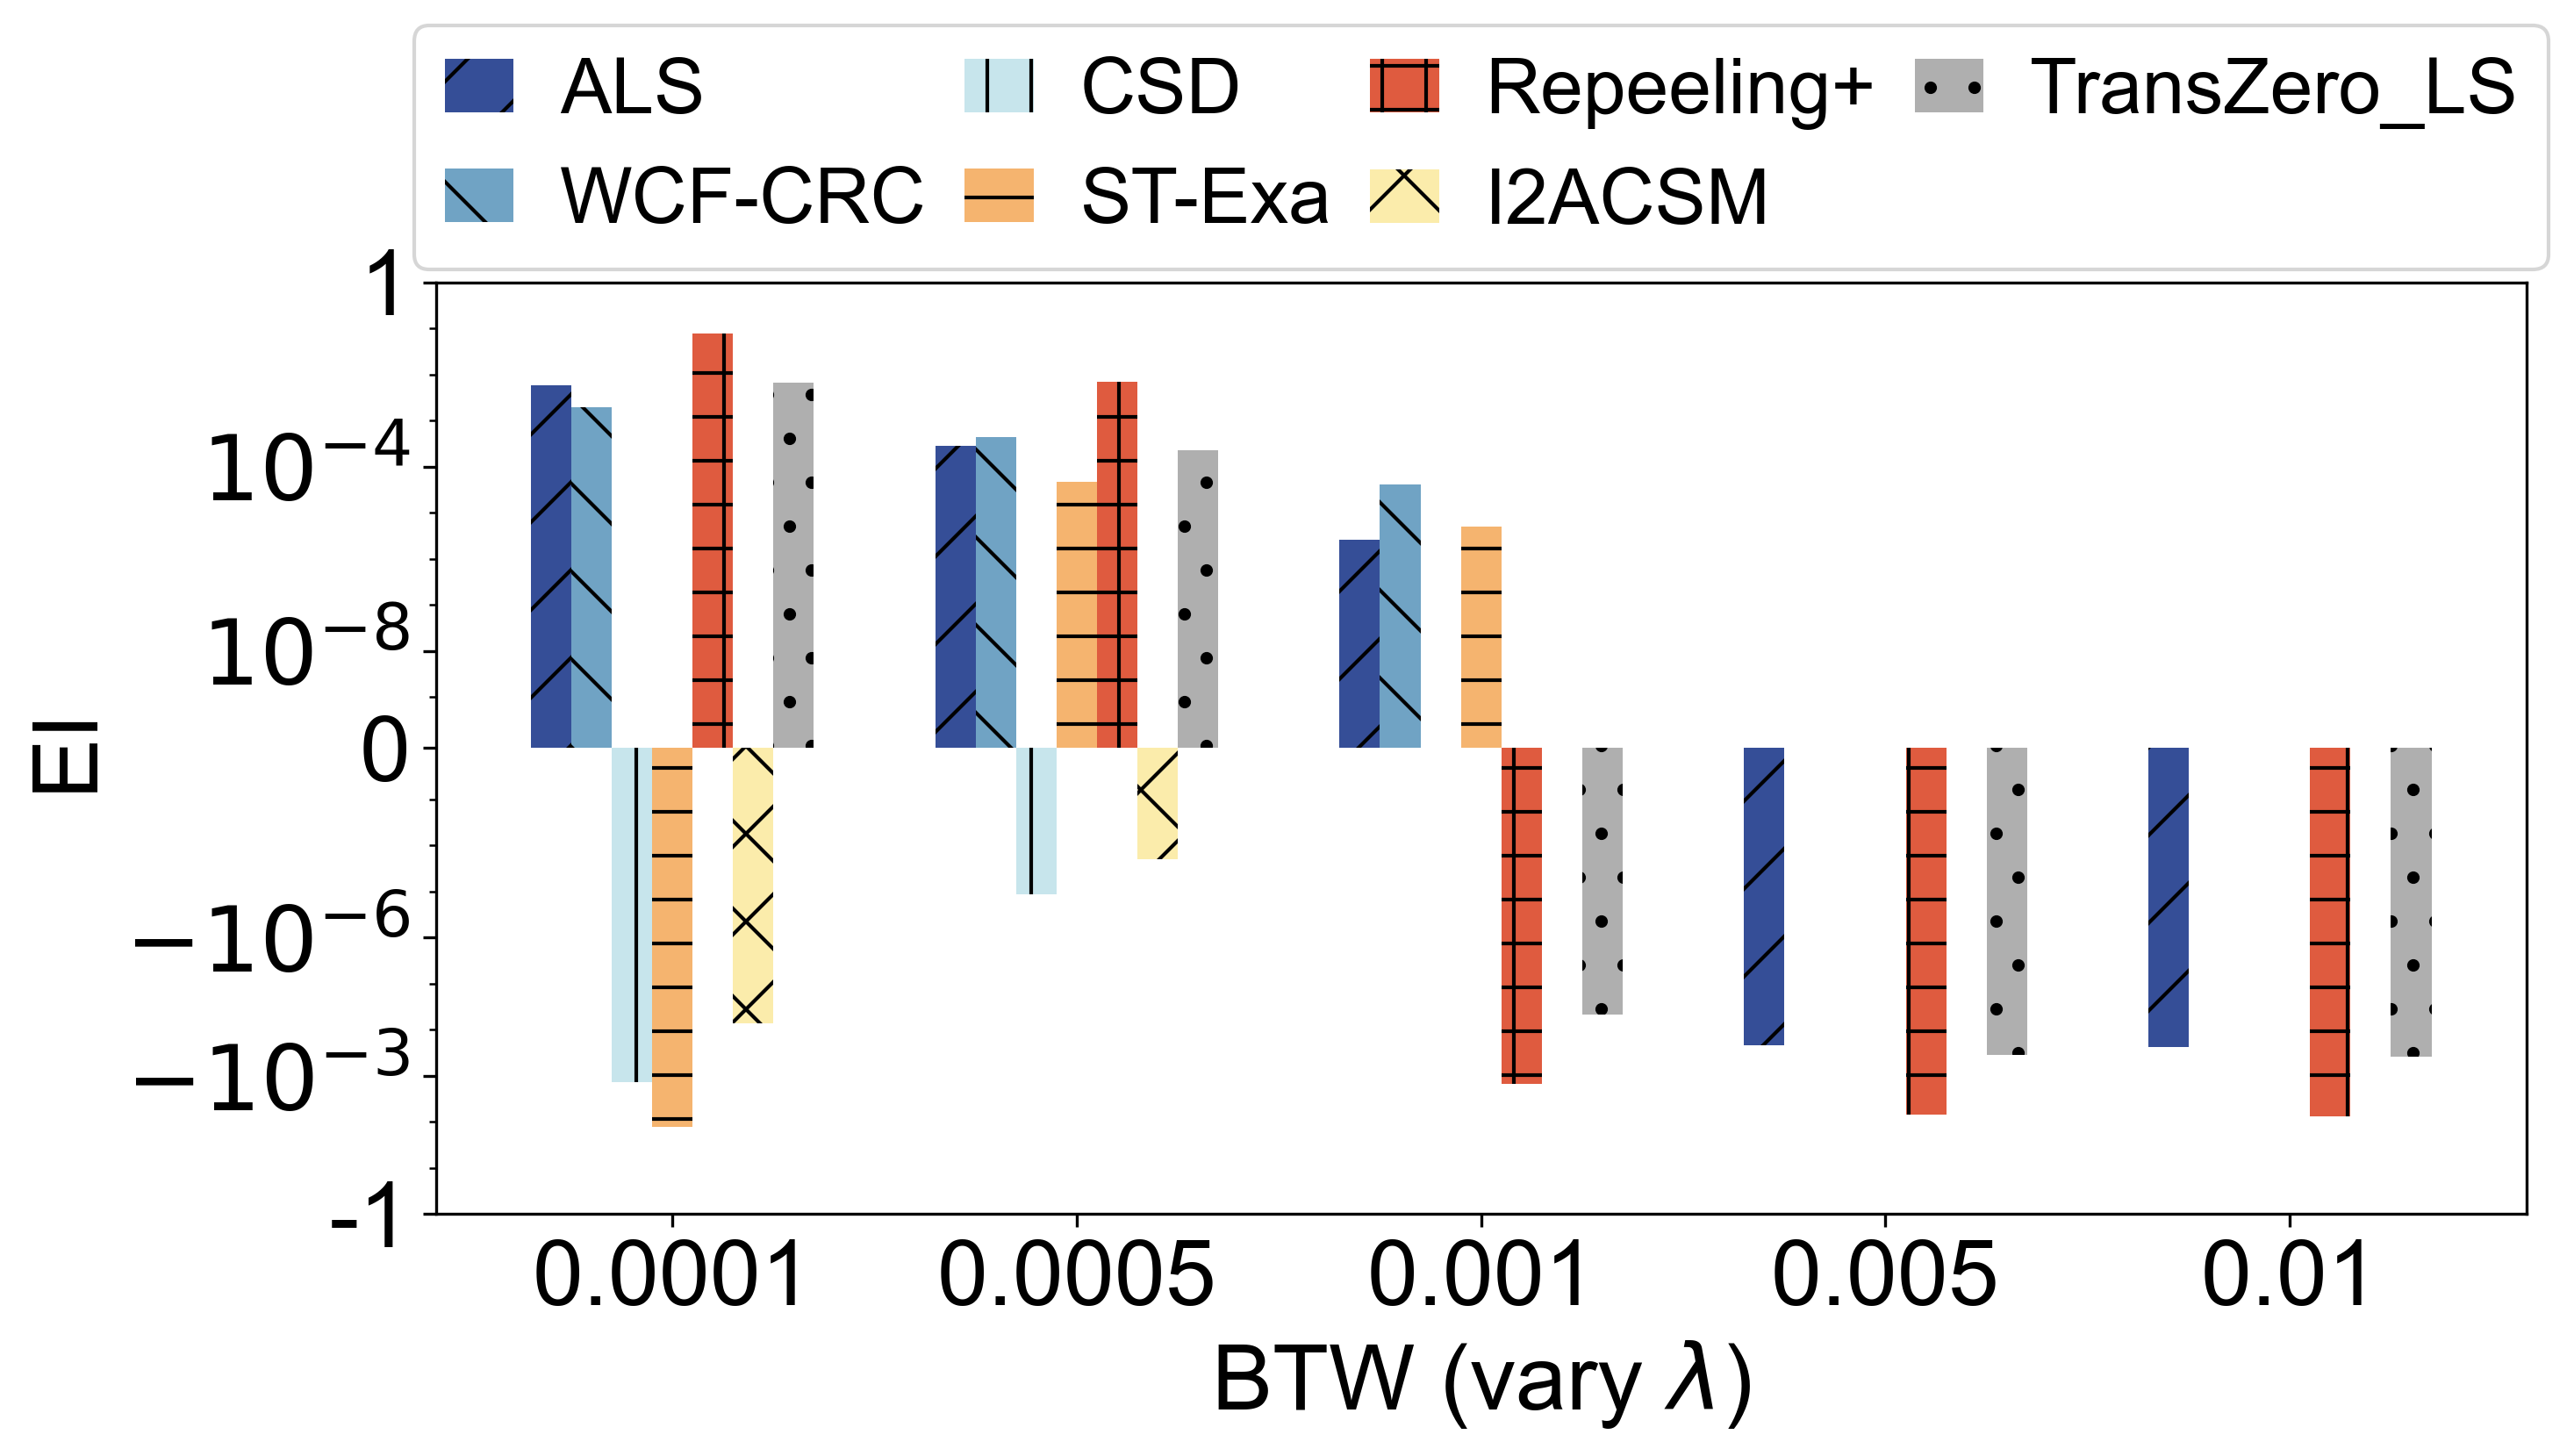 ALS CSD Repeeling+ TransZero_LS
WCF-CRC ST-Exa I2ACSM
1
10⁻⁴
10⁻⁸
0
−10⁻⁶
−10⁻³
-1
EI
0.0001 0.0005 0.001 0.005 0.01
BTW (vary λ)